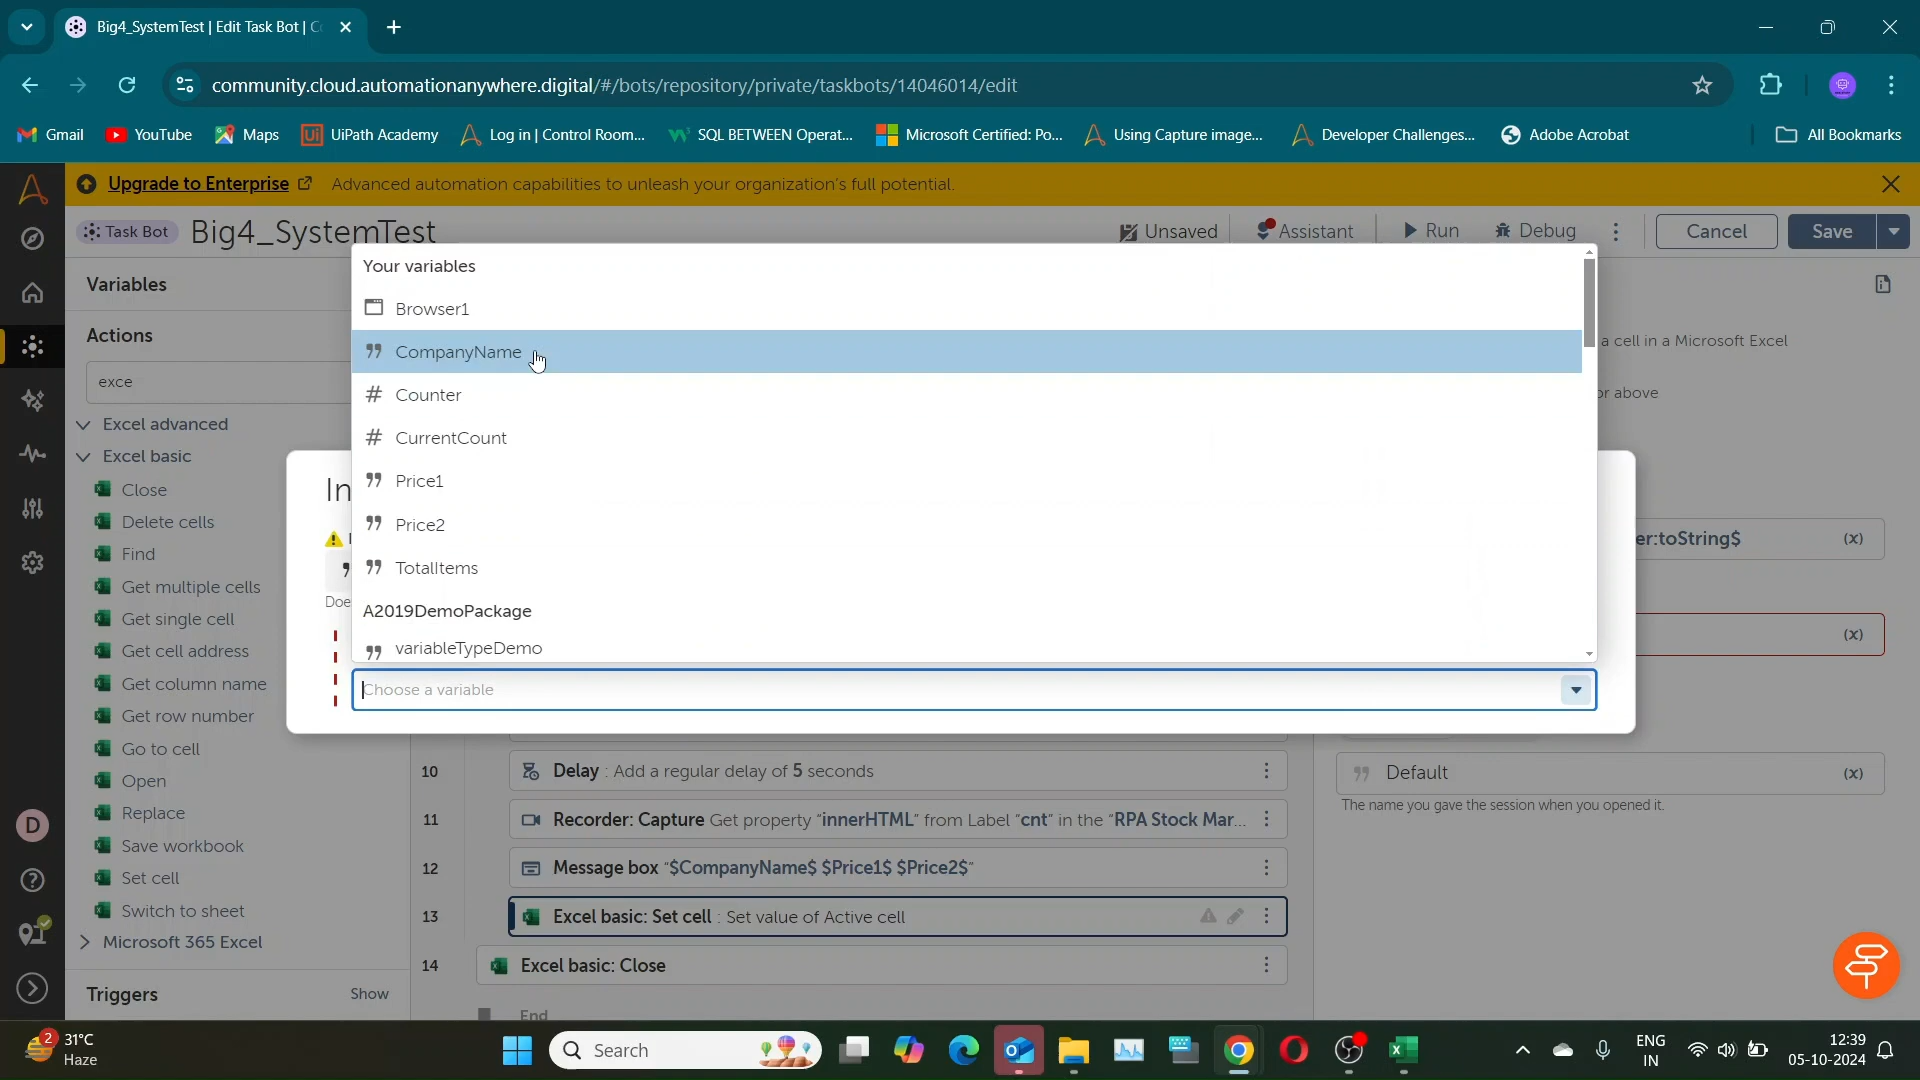 Big4_SystemTest | Edit Task Bot | Co
community.cloud.automationanywhere.digital/#/bots/repository/private/taskbots/14046014/edit
Gmail
YouTube
Maps
UiPath Academy
Log in | Control Room...
SQL BETWEEN Operat...
Microsoft Certified: Po...
Using Capture image...
Developer Challenges...
Adobe Acrobat
All Bookmarks
Upgrade to Enterprise Advanced automation capabilities to unleash your organization's full potential.
Task Bot Big4_SystemTest
Unsaved
Assistant
Run
Debug
Cancel
Save
Variables
Actions
exce
Excel advanced
Excel basic
Close
Delete cells
Find
Get multiple cells
Get single cell
Get cell address
Get column name
Get row number
Go to cell
Open
Replace
Save workbook
Set cell
Switch to sheet
Microsoft 365 Excel
Triggers Show
In
Doe
Your variables
Browser1
CompanyName
Counter
CurrentCount
Price1
Price2
TotalItems
A2019DemoPackage
variableTypeDemo
Choose a variable
10 Delay : Add a regular delay of 5 seconds
11 Recorder: Capture Get property "innerHTML" from Label "cnt" in the "RPA Stock Mar...
12 Message box "$CompanyName$ $Price1$ $Price2$"
13 Excel basic: Set cell : Set value of Active cell
14 Excel basic: Close
End
a cell in a Microsoft Excel
or above
er:toString$ (x)
(x)
Default (x)
The name you gave the session when you opened it.
D
2
31°C
Haze
Search
ENG
IN
12:39
05-10-2024